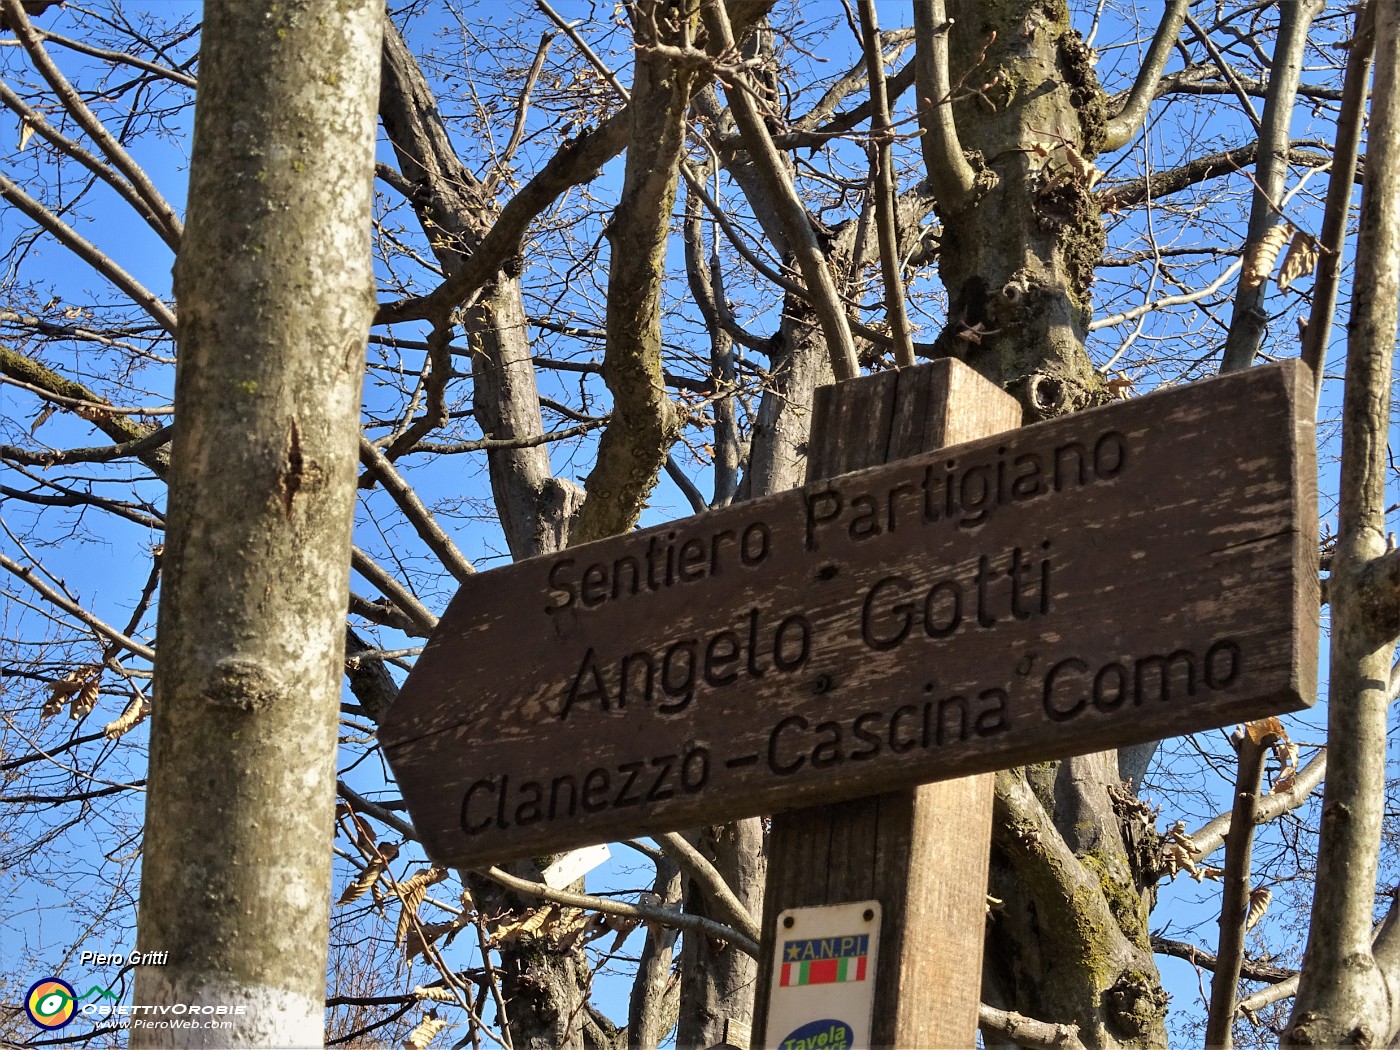 Sentiero Partigiano
Angelo Gotti
Clanezzo - Cascina Como
A.N.P.I.
Tavola
Piero Gritti
OBIETTIVOROBIE
www.PieroWeb.com